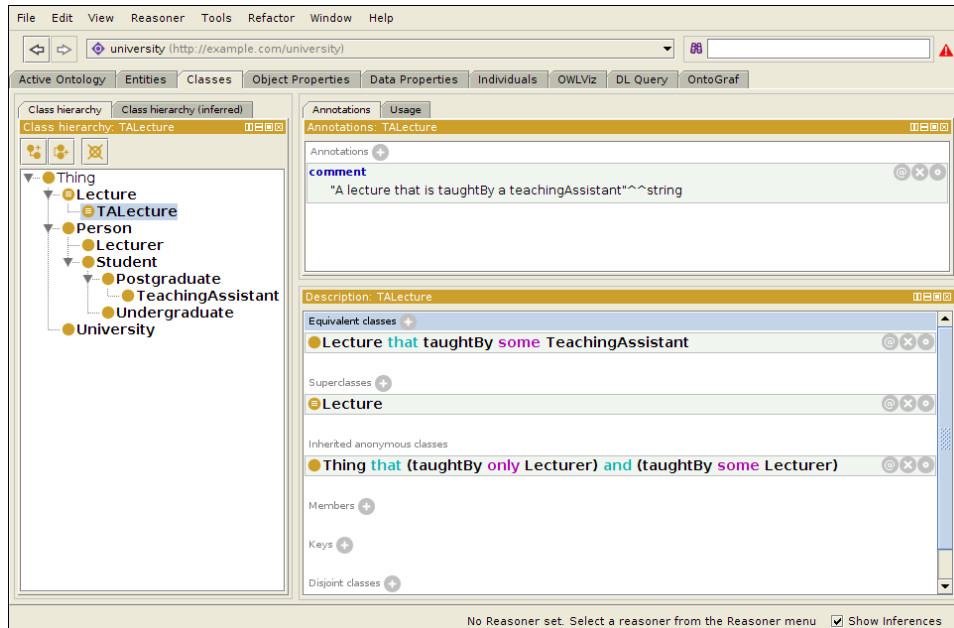 File Edit View Reasoner Tools Refactor Window Help
university (http://example.com/university)
Active Ontology Entities Classes Object Properties Data Properties Individuals OWLViz DL Query OntoGraf
Class hierarchy Class hierarchy (inferred)
Class hierarchy: TALecture
Thing
Lecture
TALecture
Person
Lecturer
Student
Postgraduate
TeachingAssistant
Undergraduate
University
Annotations Usage
Annotations: TALecture
Annotations
comment
"A lecture that is taughtBy a teachingAssistant"^^string
Description: TALecture
Equivalent classes
Lecture that taughtBy some TeachingAssistant
Superclasses
Lecture
Inherited anonymous classes
Thing that (taughtBy only Lecturer) and (taughtBy some Lecturer)
Members
Keys
Disjoint classes
No Reasoner set. Select a reasoner from the Reasoner menu Show Inferences